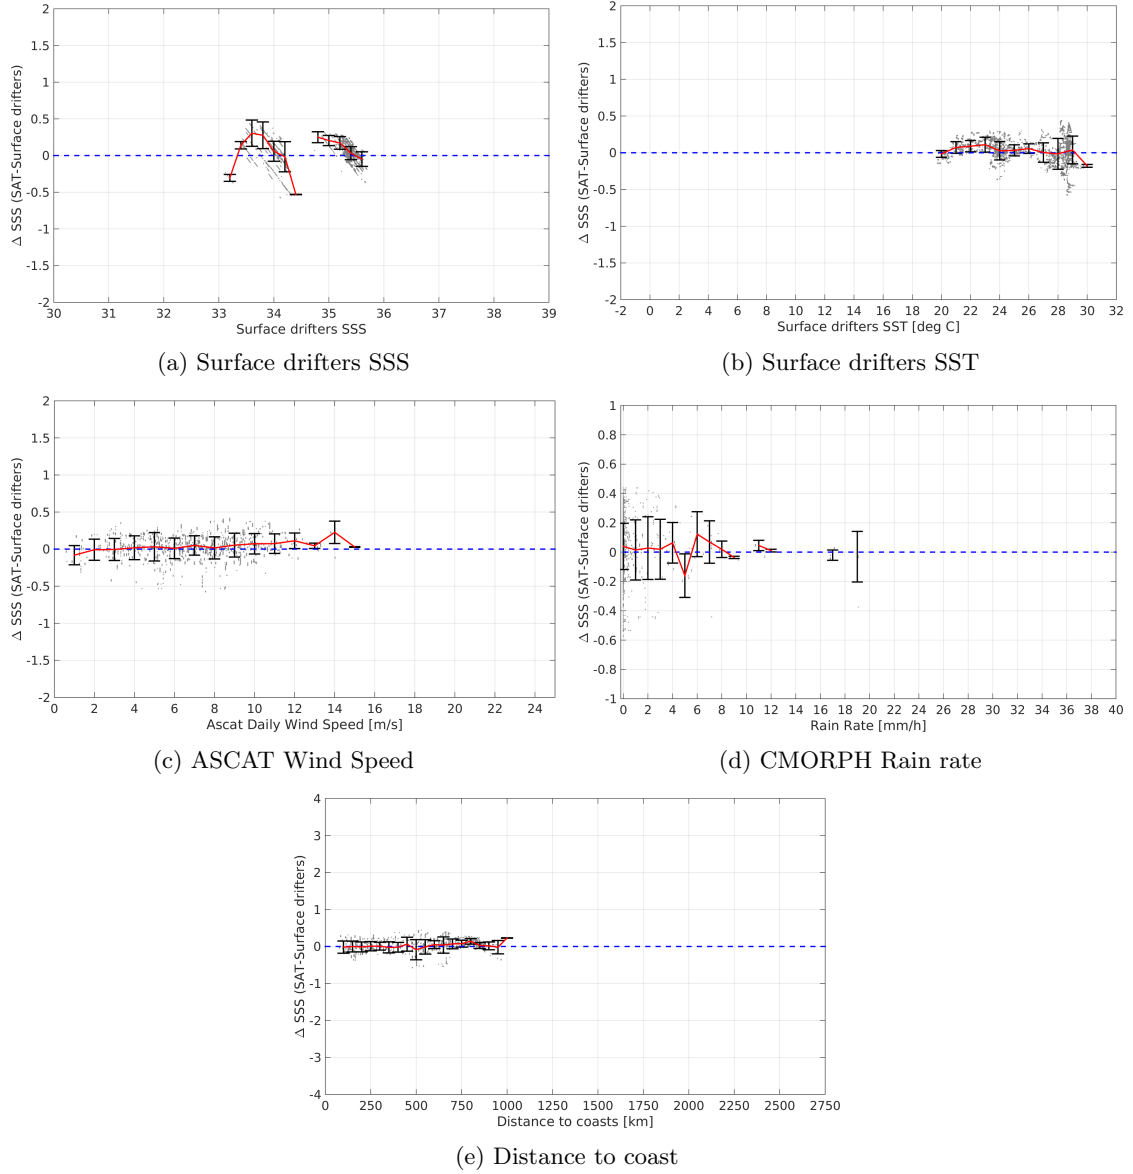 2
1.5
1
0.5
0
-0.5
-1
-1.5
-2
30 31 32 33 34 35 36 37 38 39
Δ SSS (SAT-Surface drifters)
Surface drifters SSS
(a) Surface drifters SSS
2
1.5
1
0.5
0
-0.5
-1
-1.5
-2
-2 0 2 4 6 8 10 12 14 16 18 20 22 24 26 28 30 32
Δ SSS (SAT-Surface drifters)
Surface drifters SST [deg C]
(b) Surface drifters SST
2
1.5
1
0.5
0
-0.5
-1
-1.5
-2
0 2 4 6 8 10 12 14 16 18 20 22 24
Δ SSS (SAT-Surface drifters)
Ascat Daily Wind Speed [m/s]
(c) ASCAT Wind Speed
1
0.8
0.6
0.4
0.2
0
-0.2
-0.4
-0.6
-0.8
-1
0 2 4 6 8 10 12 14 16 18 20 22 24 26 28 30 32 34 36 38 40
Δ SSS (SAT-Surface drifters)
Rain Rate [mm/h]
(d) CMORPH Rain rate
4
3
2
1
0
-1
-2
-3
-4
0 250 500 750 1000 1250 1500 1750 2000 2250 2500 2750
Δ SSS (SAT-Surface drifters)
Distance to coasts [km]
(e) Distance to coast